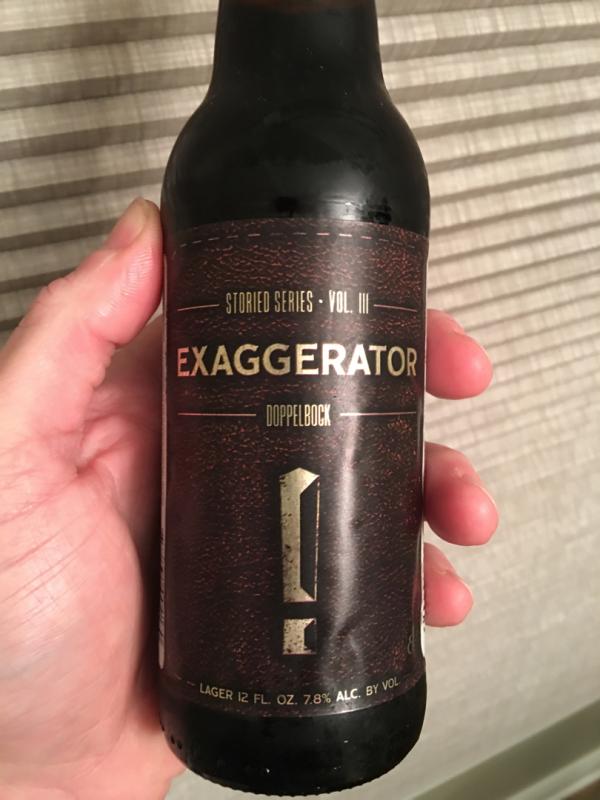 STORIED SERIES • VOL. III
EXAGGERATOR
DOPPELBOCK
!
LAGER 12 FL. OZ. 7.8% ALC. BY VOL.